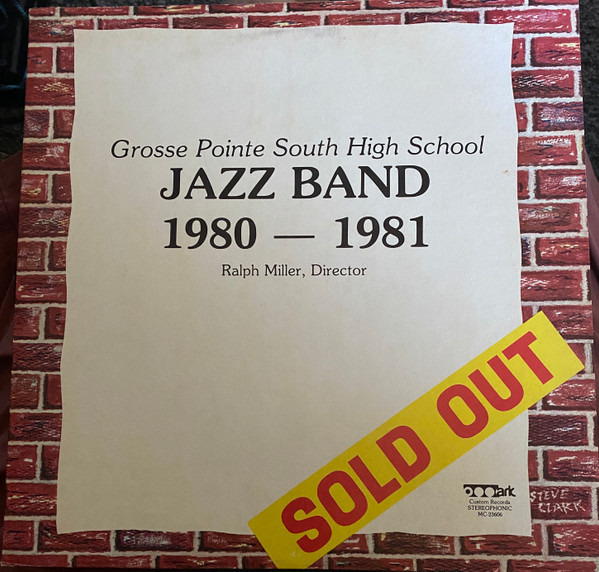 Grosse Pointe South High School
JAZZ BAND
1980 — 1981
Ralph Miller, Director
SOLD OUT
mark
Custom Records
STEREOPHONIC
MC-23606
STEVE
CLARK